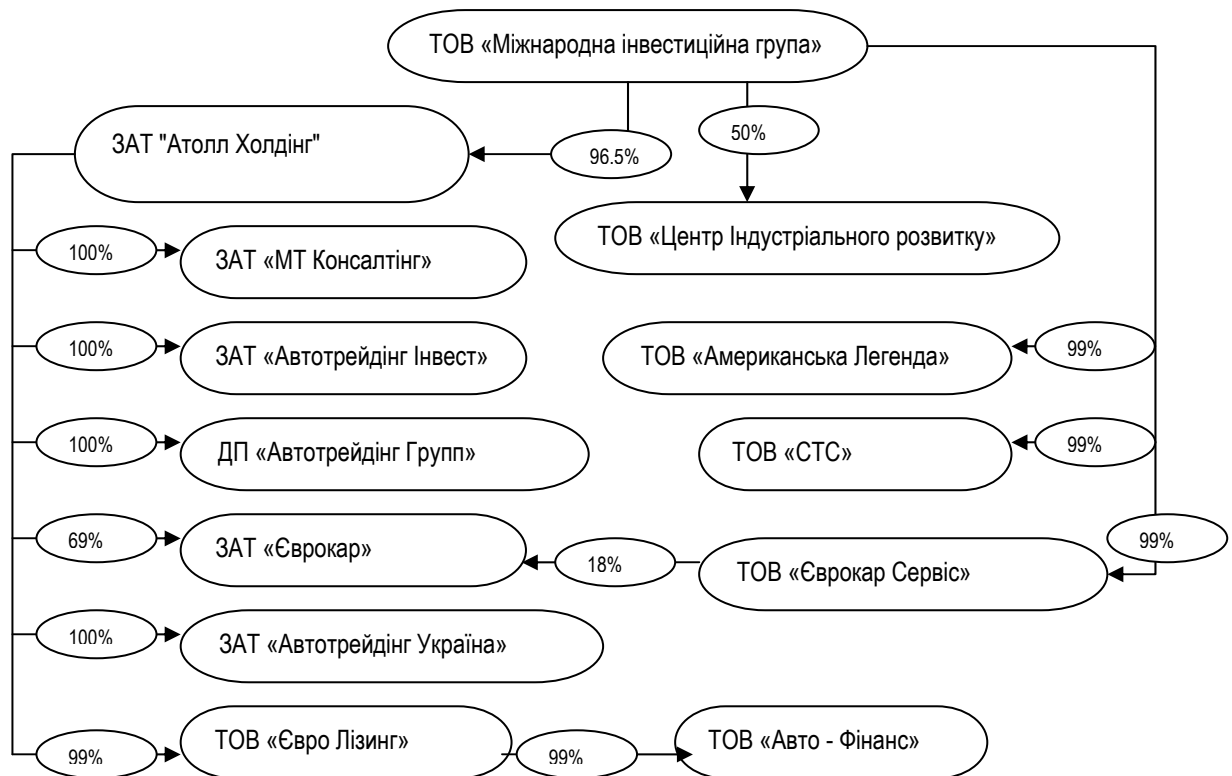 ТОВ «Міжнародна інвестиційна група»
50%
ЗАТ "Атолл Холдінг"
96.5%
ТОВ «Центр Індустріального розвитку»
100%
ЗАТ «МТ Консалтінг»
100%
ЗАТ «Автотрейдінг Інвест»
ТОВ «Американська Легенда»
99%
100%
ДП «Автотрейдінг Групп»
ТОВ «СТС»
99%
69%
ЗАТ «Єврокар»
18%
ТОВ «Єврокар Сервіс»
99%
100%
ЗАТ «Автотрейдінг Україна»
99%
ТОВ «Євро Лізинг»
99%
ТОВ «Авто - Фінанс»